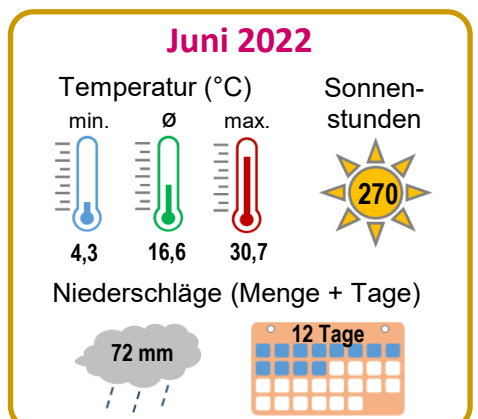 Juni 2022
Temperatur (°C)
Sonnen-
stunden
min. ø max.
270
4,3 16,6 30,7
Niederschläge (Menge + Tage)
72 mm
12 Tage